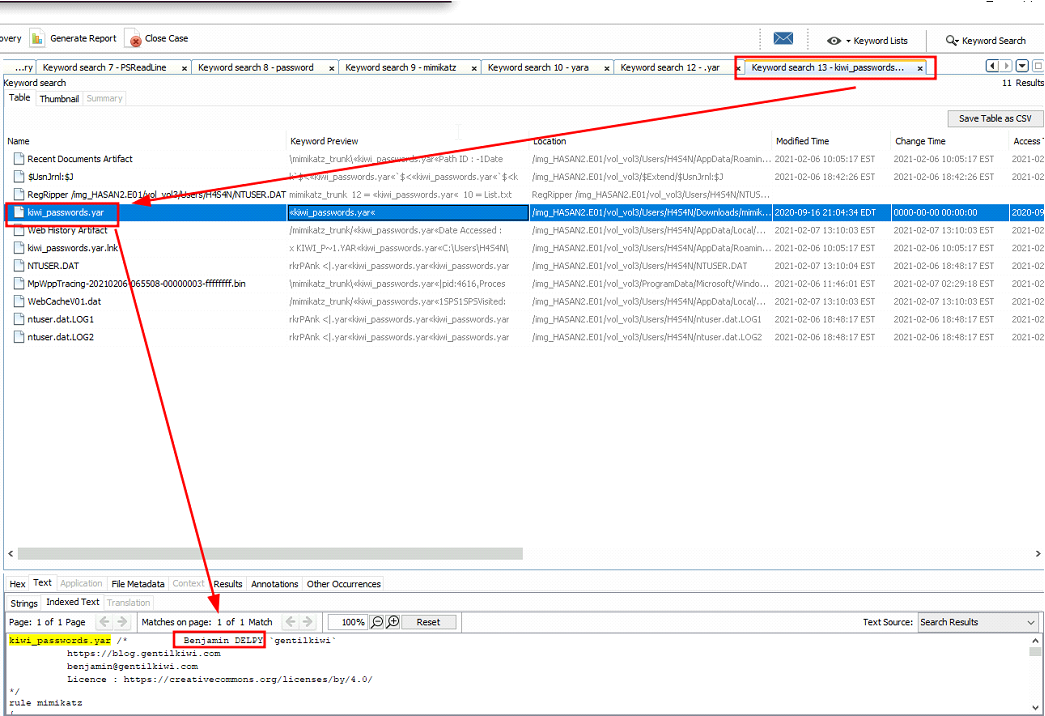 overy Generate Report Close Case Keyword Lists Keyword Search
...ry Keyword search 7 - PSReadLine x Keyword search 8 - password x Keyword search 9 - mimikatz x Keyword search 10 - yara x Keyword search 12 - .yar x Keyword search 13 - kiwi_passwords... x
Keyword search 11 Results
Table Thumbnail Summary
Save Table as CSV
Name Keyword Preview Location Modified Time Change Time Access T
Recent Documents Artifact \mimikatz_trunk\<kiwi_passwords.yar<Path ID : -1Date /img_HASAN2.E01/vol_vol3/Users/H4S4N/AppData/Roamin... 2021-02-06 10:05:17 EST 2021-02-06 10:05:17 EST 2021-02
$UsnJrnl:$J k`$<<kiwi_passwords.yar<`$<<kiwi_passwords.yar<`$<k /img_HASAN2.E01/vol_vol3/$Extend/$UsnJrnl:$J 2021-02-06 18:42:26 EST 2021-02-06 18:42:26 EST 2021-02
RegRipper /img_HASAN2.E01/vol_vol3/Users/H4S4N/NTUSER.DAT mimikatz_trunk 12 = <kiwi_passwords.yar< 10 = List.txt RegRipper /img_HASAN2.E01/vol_vol3/Users/H4S4N/NTUS...
kiwi_passwords.yar «kiwi_passwords.yar« /img_HASAN2.E01/vol_vol3/Users/H4S4N/Downloads/mimik... 2020-09-16 21:04:34 EDT 0000-00-00 00:00:00 2020-09
Web History Artifact /mimikatz_trunk/<kiwi_passwords.yar<Date Accessed : /img_HASAN2.E01/vol_vol3/Users/H4S4N/AppData/Local/... 2021-02-07 13:10:03 EST 2021-02-07 13:10:03 EST 2021-02
kiwi_passwords.yar.lnk x KIWI_P~1.YAR<kiwi_passwords.yar<C:\Users\H4S4N\ /img_HASAN2.E01/vol_vol3/Users/H4S4N/AppData/Roamin... 2021-02-06 10:05:17 EST 2021-02-06 10:05:17 EST 2021-02
NTUSER.DAT rkrPAnk <|.yar<kiwi_passwords.yar<kiwi_passwords.yar /img_HASAN2.E01/vol_vol3/Users/H4S4N/NTUSER.DAT 2021-02-07 13:10:04 EST 2021-02-06 18:48:17 EST 2021-02
MpWppTracing-20210206-065508-00000003-ffffffff.bin \mimikatz_trunk\<kiwi_passwords.yar<|pid:4616,Proces /img_HASAN2.E01/vol_vol3/ProgramData/Microsoft/Windo... 2021-02-06 11:46:01 EST 2021-02-07 02:29:18 EST 2021-02
WebCacheV01.dat /mimikatz_trunk/<kiwi_passwords.yar<1SPS1SPSVisited: /img_HASAN2.E01/vol_vol3/Users/H4S4N/AppData/Local/... 2021-02-07 13:10:03 EST 2021-02-07 13:10:03 EST 2021-02
ntuser.dat.LOG1 rkrPAnk <|.yar<kiwi_passwords.yar<kiwi_passwords.yar /img_HASAN2.E01/vol_vol3/Users/H4S4N/ntuser.dat.LOG1 2021-02-06 18:48:17 EST 2021-02-06 18:48:17 EST 2021-02
ntuser.dat.LOG2 rkrPAnk <|.yar<kiwi_passwords.yar<kiwi_passwords.yar /img_HASAN2.E01/vol_vol3/Users/H4S4N/ntuser.dat.LOG2 2021-02-06 18:48:17 EST 2021-02-06 18:48:17 EST 2021-02
Hex Text Application File Metadata Context Results Annotations Other Occurrences
Strings Indexed Text Translation
Page: 1 of 1 Page Matches on page: 1 of 1 Match 100% Reset Text Source: Search Results
kiwi_passwords.yar /* Benjamin DELPY `gentilkiwi`
https://blog.gentilkiwi.com
benjamin@gentilkiwi.com
Licence : https://creativecommons.org/licenses/by/4.0/
*/
rule mimikatz